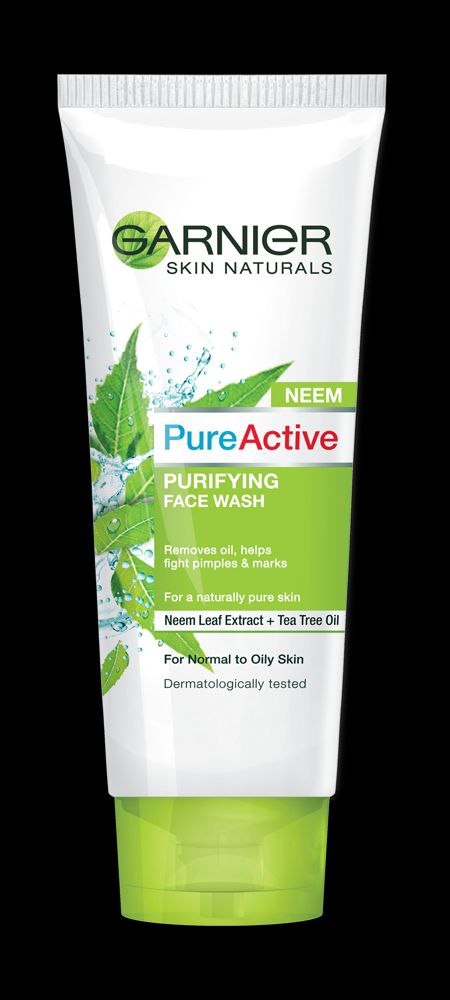 GARNIER
SKIN NATURALS
NEEM
PureActive
PURIFYING
FACE WASH
Removes oil, helps
fight pimples & marks
For a naturally pure skin
Neem Leaf Extract + Tea Tree Oil
For Normal to Oily Skin
Dermatologically tested